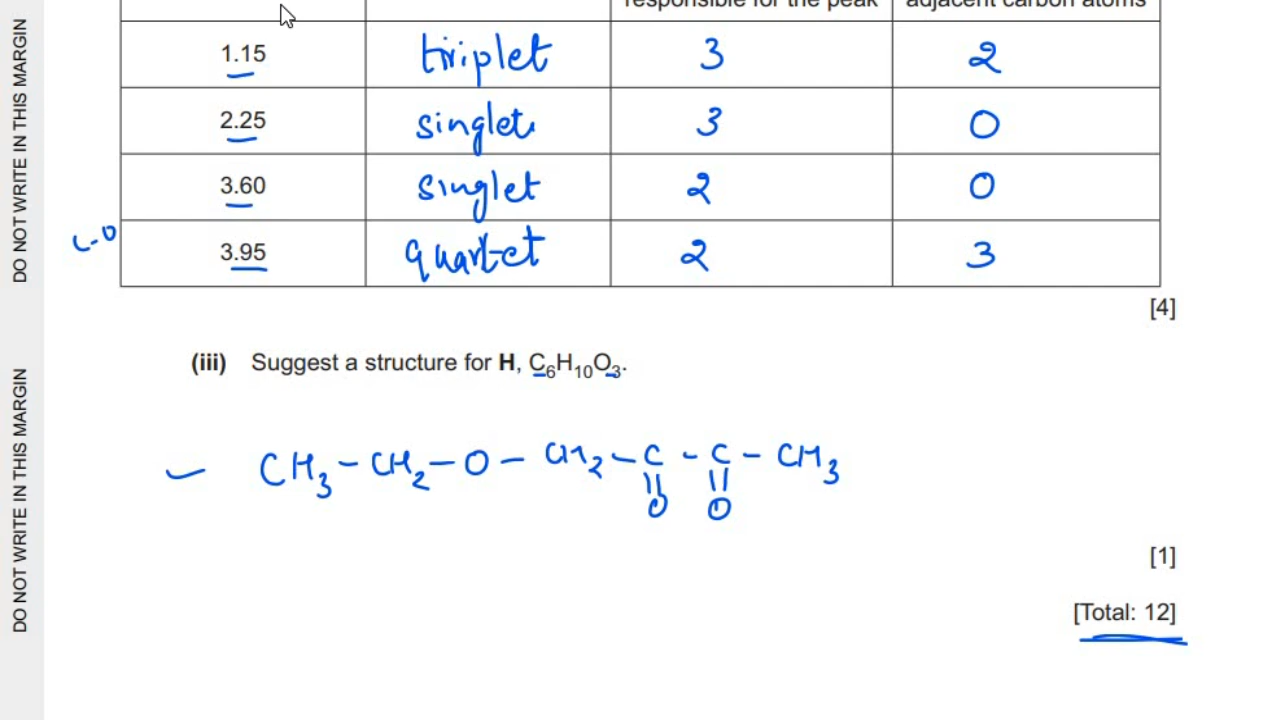 responsible for the peak adjacent carbon atoms
1.15 triplet 3 2
2.25 singlet 3 0
3.60 singlet 2 0
C-O 3.95 quartet 2 3
[4]
(iii) Suggest a structure for H, C6H10O3.
CH3 - CH2 - O - CH2 - C - C - CH3
O O
[1]
[Total: 12]
DO NOT WRITE IN THIS MARGIN
DO NOT WRITE IN THIS MARGIN